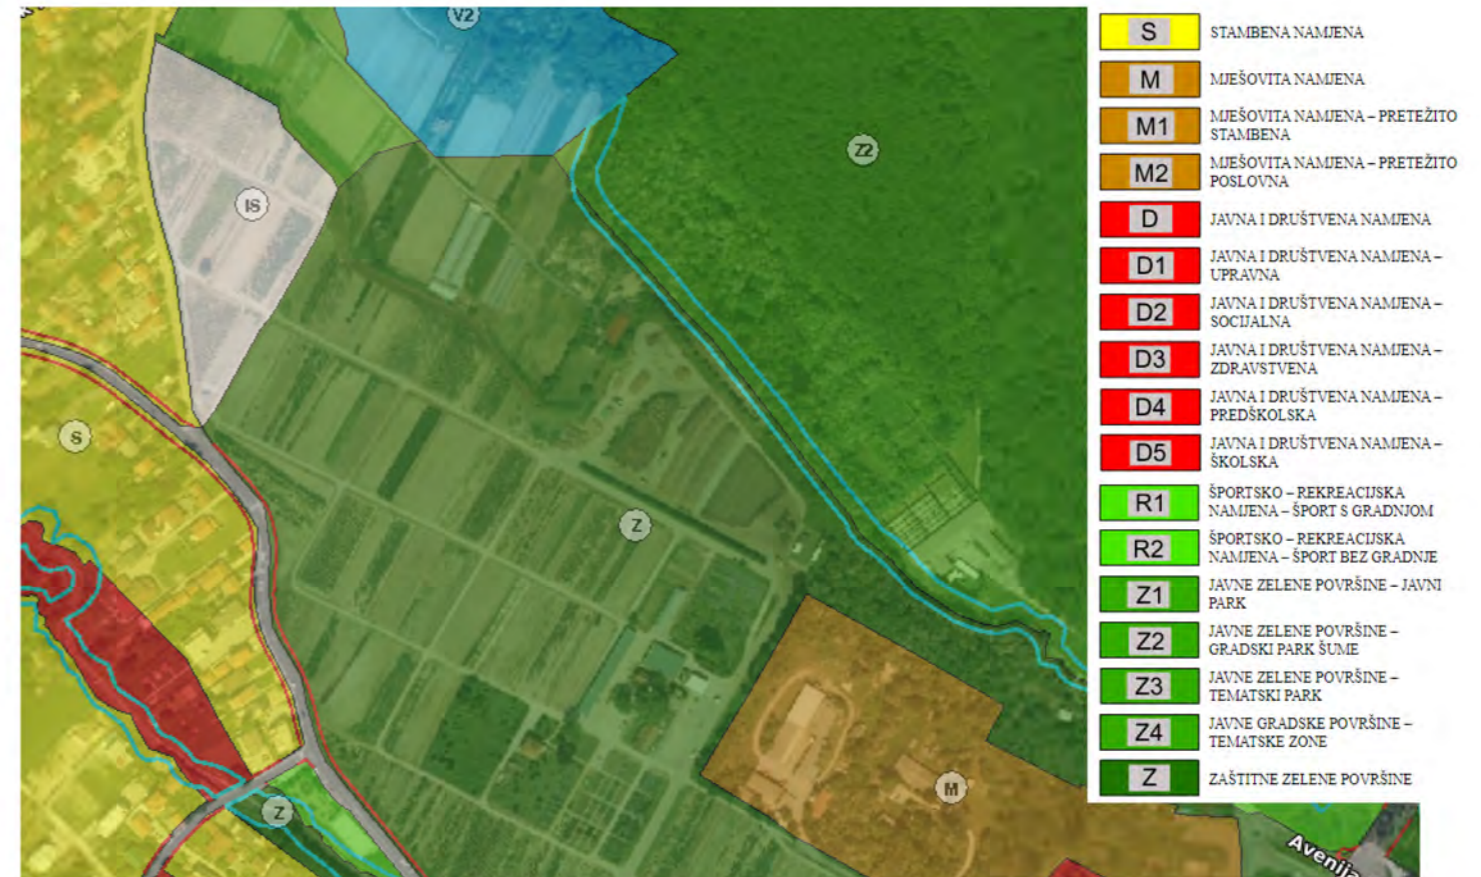 V2
Z2
IS
S
Z
M
Z
Avenija
S
STAMBENA NAMJENA
M
MJEŠOVITA NAMJENA
M1
MJEŠOVITA NAMJENA – PRETEŽITO
STAMBENA
M2
MJEŠOVITA NAMJENA – PRETEŽITO
POSLOVNA
D
JAVNA I DRUŠTVENA NAMJENA
D1
JAVNA I DRUŠTVENA NAMJENA –
UPRAVNA
D2
JAVNA I DRUŠTVENA NAMJENA –
SOCIJALNA
D3
JAVNA I DRUŠTVENA NAMJENA –
ZDRAVSTVENA
D4
JAVNA I DRUŠTVENA NAMJENA –
PREDŠKOLSKA
D5
JAVNA I DRUŠTVENA NAMJENA –
ŠKOLSKA
R1
ŠPORTSKO – REKREACIJSKA
NAMJENA – ŠPORT S GRADNJOM
R2
ŠPORTSKO – REKREACIJSKA
NAMJENA – ŠPORT BEZ GRADNJE
Z1
JAVNE ZELENE POVRŠINE – JAVNI
PARK
Z2
JAVNE ZELENE POVRŠINE –
GRADSKI PARK ŠUME
Z3
JAVNE ZELENE POVRŠINE –
TEMATSKI PARK
Z4
JAVNE GRADSKE POVRŠINE –
TEMATSKE ZONE
Z
ZAŠTITNE ZELENE POVRŠINE